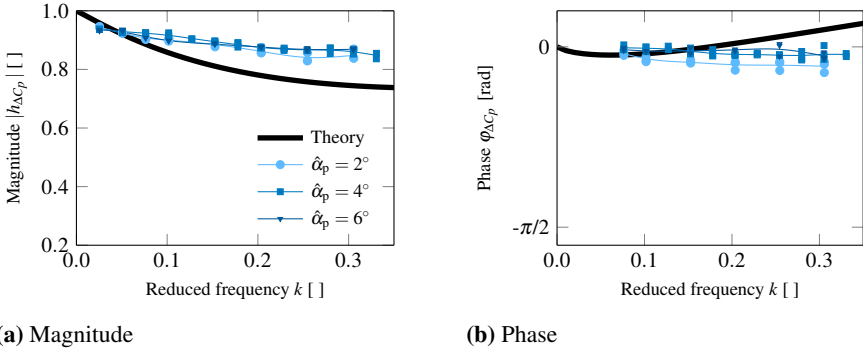 1.0
0.8
0.6
0.4
0.2
0.0
0.1
0.2
0.3
Magnitude |h_{ΔC_p}| [ ]
Reduced frequency k [ ]
Theory
α̂_p = 2°
α̂_p = 4°
α̂_p = 6°
(a) Magnitude
0
-π/2
0.0
0.1
0.2
0.3
Phase φ_{ΔC_p} [rad]
Reduced frequency k [ ]
(b) Phase